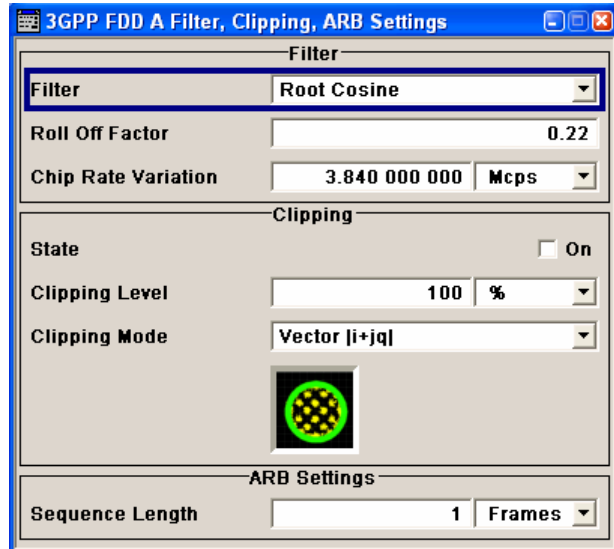 3GPP FDD A Filter, Clipping, ARB Settings
Filter
Filter Root Cosine
Roll Off Factor 0.22
Chip Rate Variation 3.840 000 000 Mcps
Clipping
State On
Clipping Level 100 %
Clipping Mode Vector |i+jq|
ARB Settings
Sequence Length 1 Frames